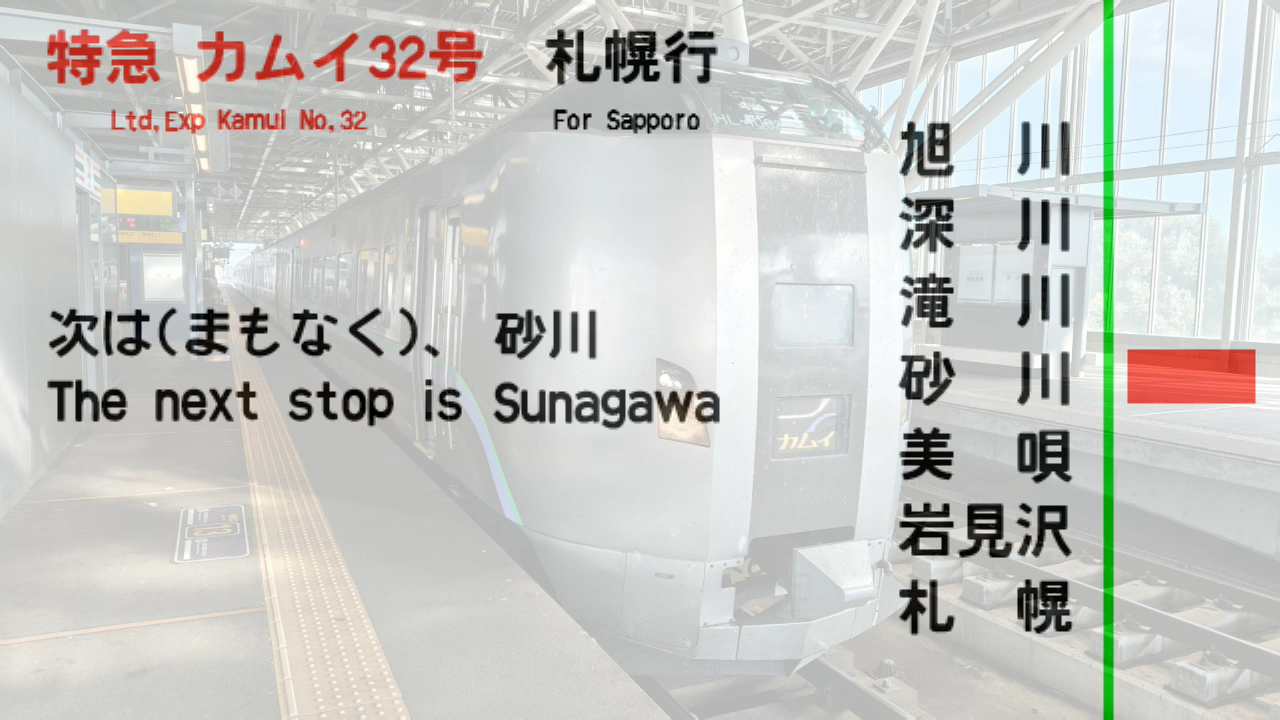 特急 カムイ32号 札幌行
Ltd,Exp Kamui No,32 For Sapporo
次は(まもなく)、 砂川
The next stop is Sunagawa
旭川
深川
滝川
砂川
美唄
岩見沢
札幌
カムイ